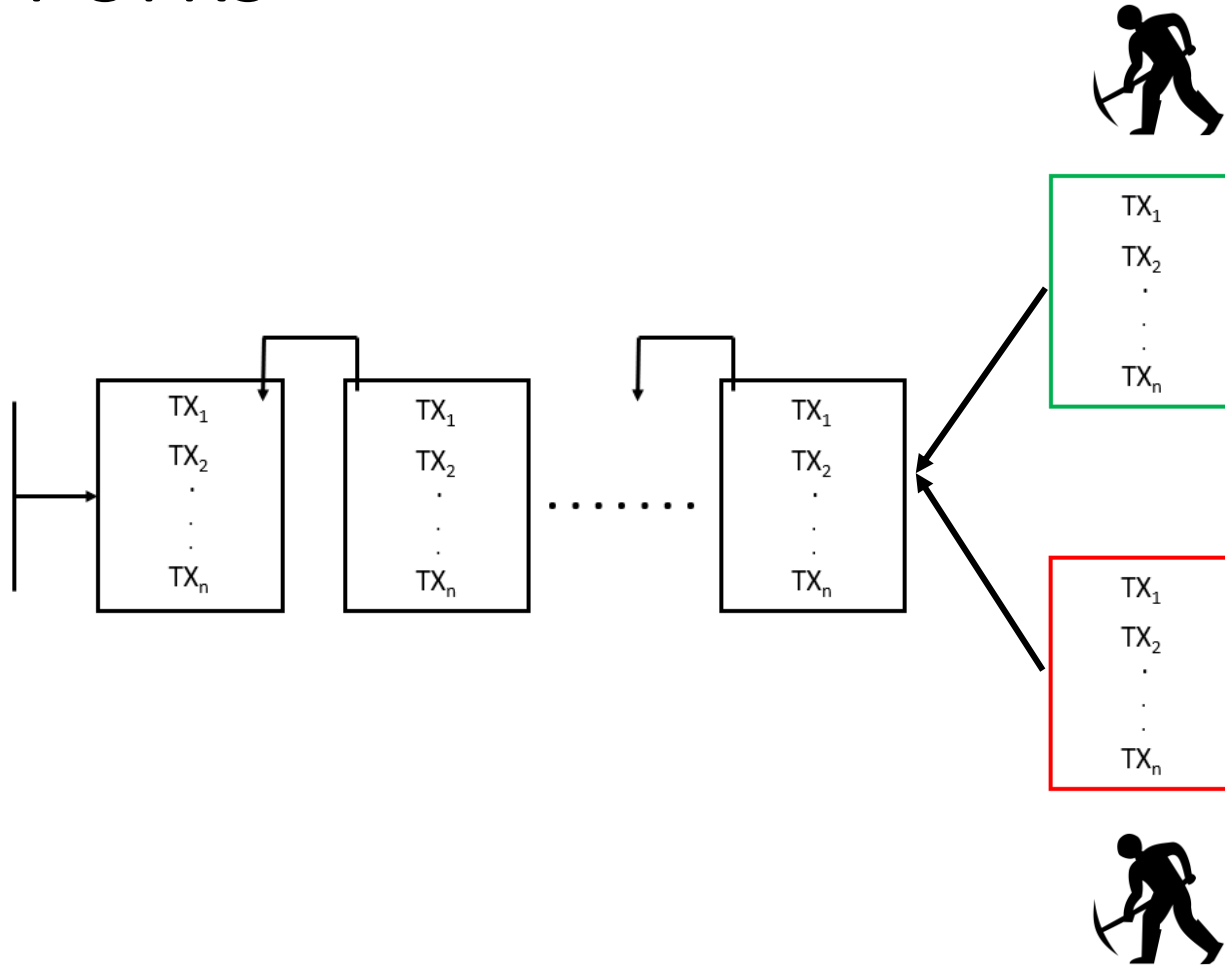 TX₁
TX₂
.
.
.
TXₙ
TX₁
TX₂
.
.
.
TXₙ
.......
TX₁
TX₂
.
.
.
TXₙ
TX₁
TX₂
.
.
.
TXₙ
TX₁
TX₂
.
.
.
TXₙ